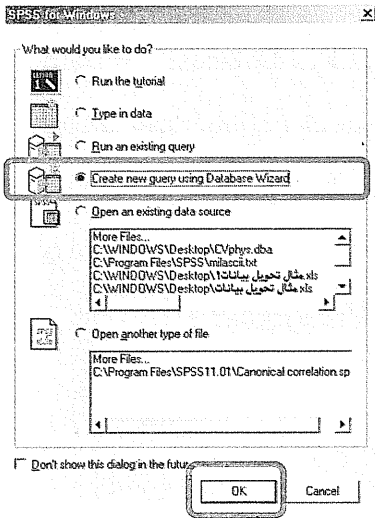 SPSS for Windows
What would you like to do?
Run the tutorial
Type in data
Run an existing query
Create new query using Database Wizard
Open an existing data source
More Files...
C:\WINDOWS\Desktop\CVphys.dba
C:\Program Files\SPSS\milascii.txt
C:\WINDOWS\Desktop\مثال تحويل بيانات1.xls
C:\WINDOWS\Desktop\مثال تحويل بيانات.xls
Open another type of file
More Files...
C:\Program Files\SPSS11.01\Canonical correlation.sp
Don't show this dialog in the futu
OK
Cancel